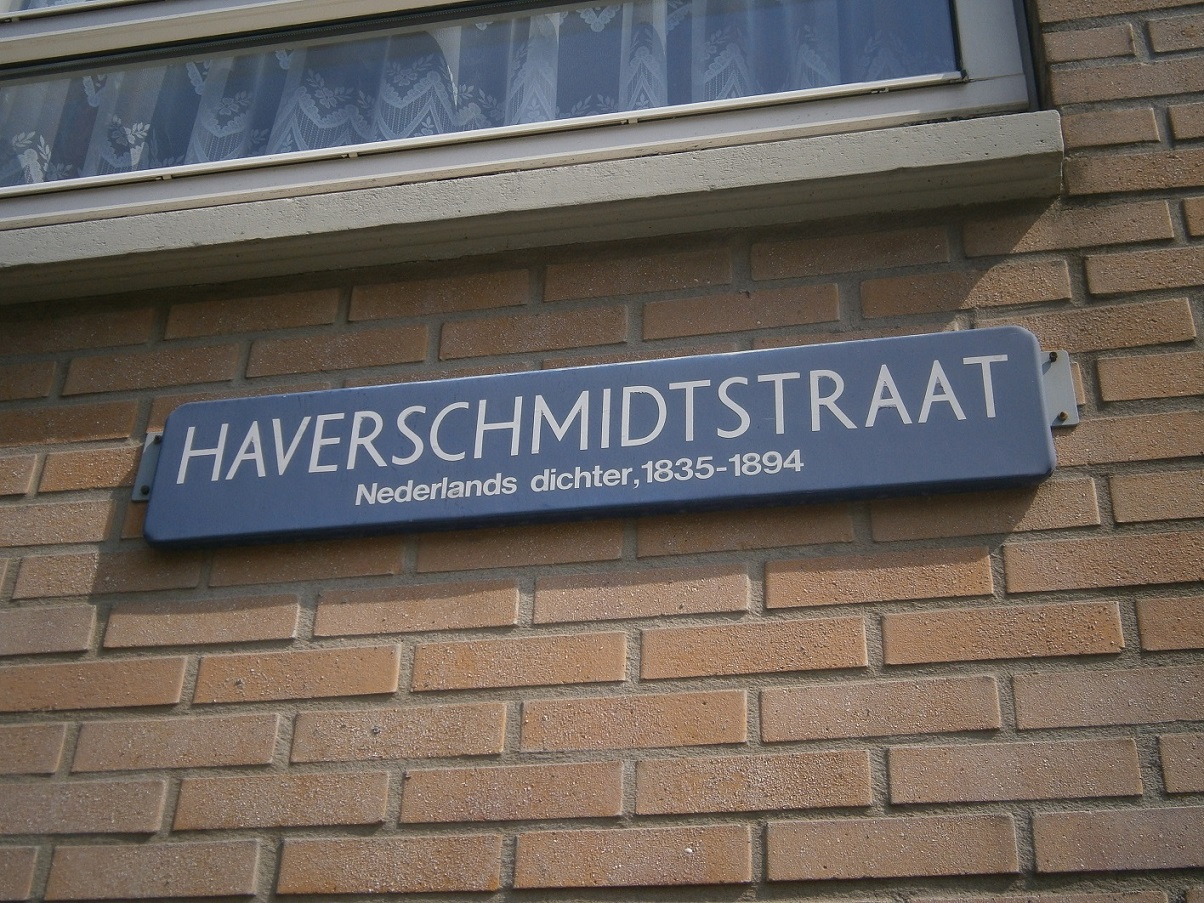 HAVERSCHMIDTSTRAAT
Nederlands dichter, 1835-1894